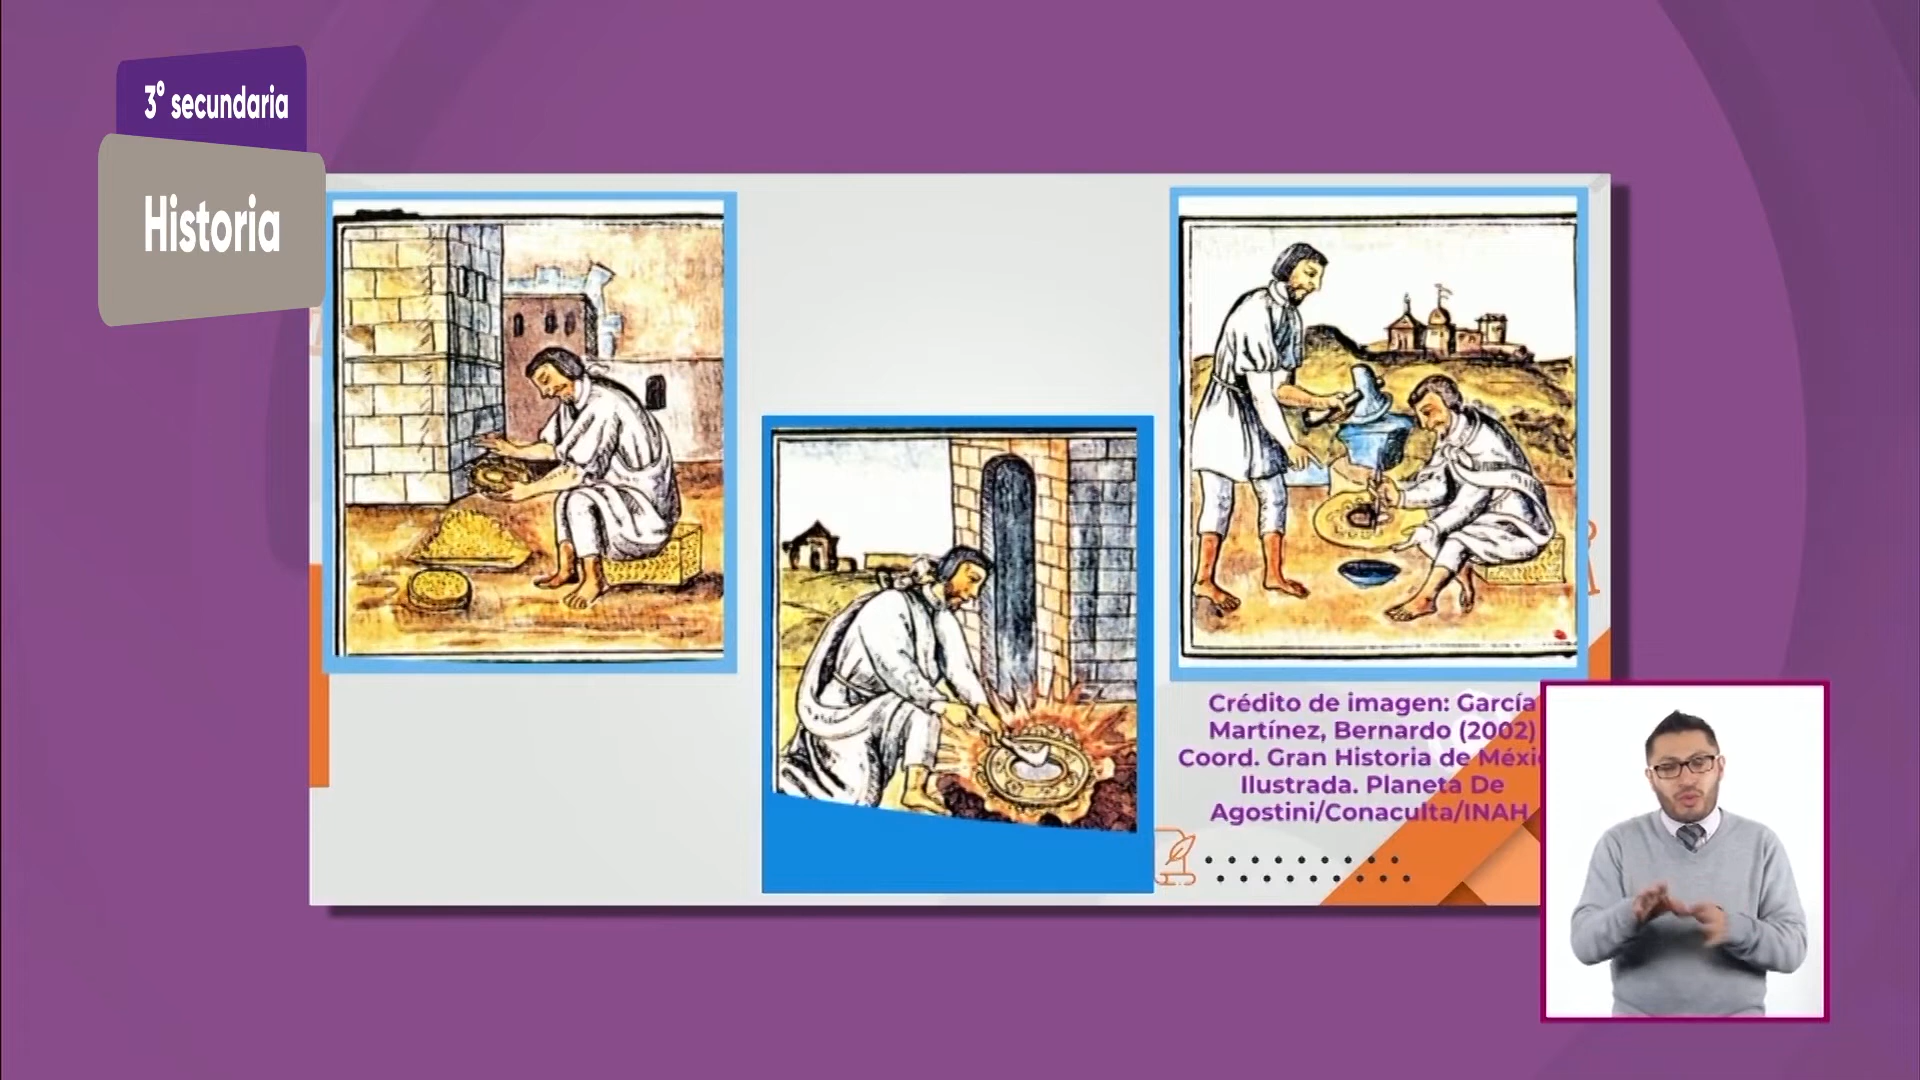 3° secundaria
Historia
Crédito de imagen: García
Martínez, Bernardo (2002)
Coord. Gran Historia de
Ilustrada. Planeta De
Agostini/Conaculta/INAH